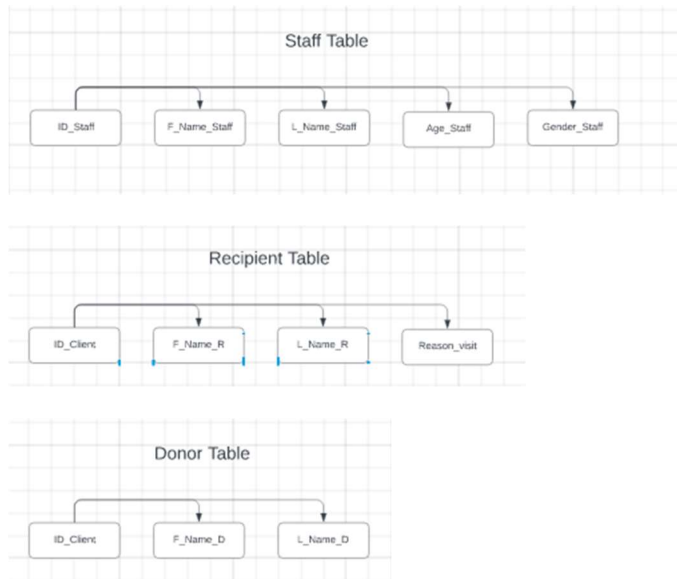 Staff Table
ID_Staff F_Name_Staff L_Name_Staff Age_Staff Gender_Staff
Recipient Table
ID_Client F_Name_R L_Name_R Reason_visit
Donor Table
ID_Client F_Name_D L_Name_D